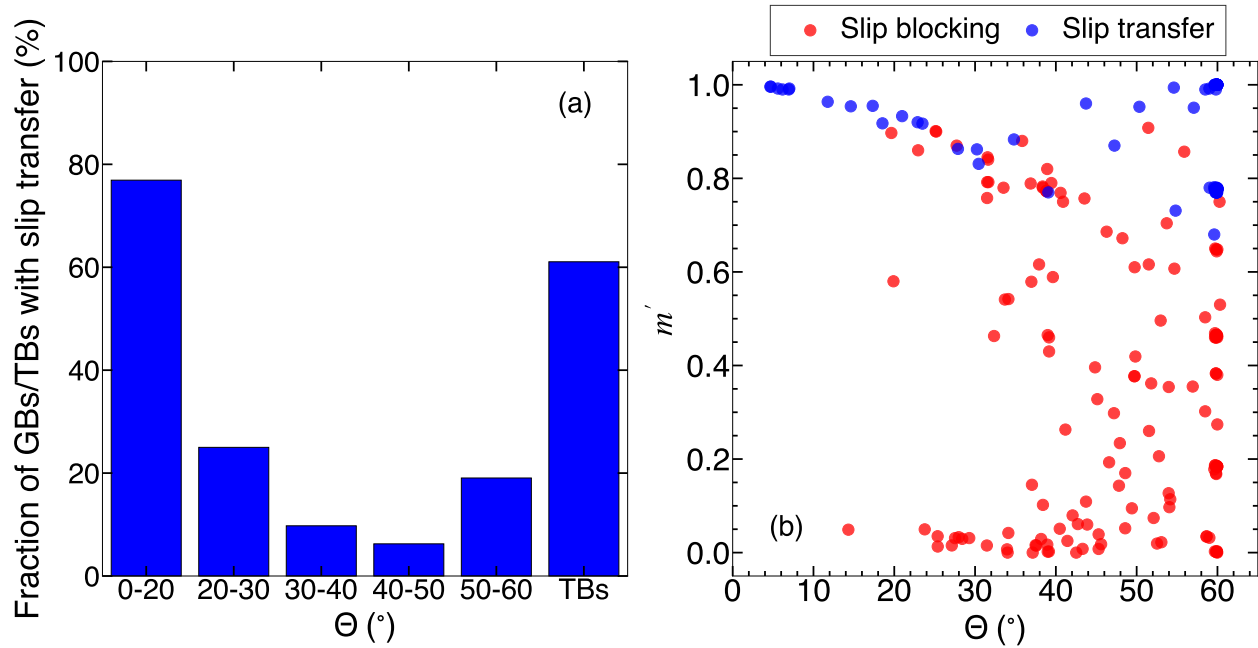 Fraction of GBs/TBs with slip transfer (%)
100
80
60
40
20
0
(a)
0-20 20-30 30-40 40-50 50-60 TBs
Θ (°)
Slip blocking Slip transfer
m′
1.0
0.8
0.6
0.4
0.2
0.0
(b)
0 10 20 30 40 50 60
Θ (°)